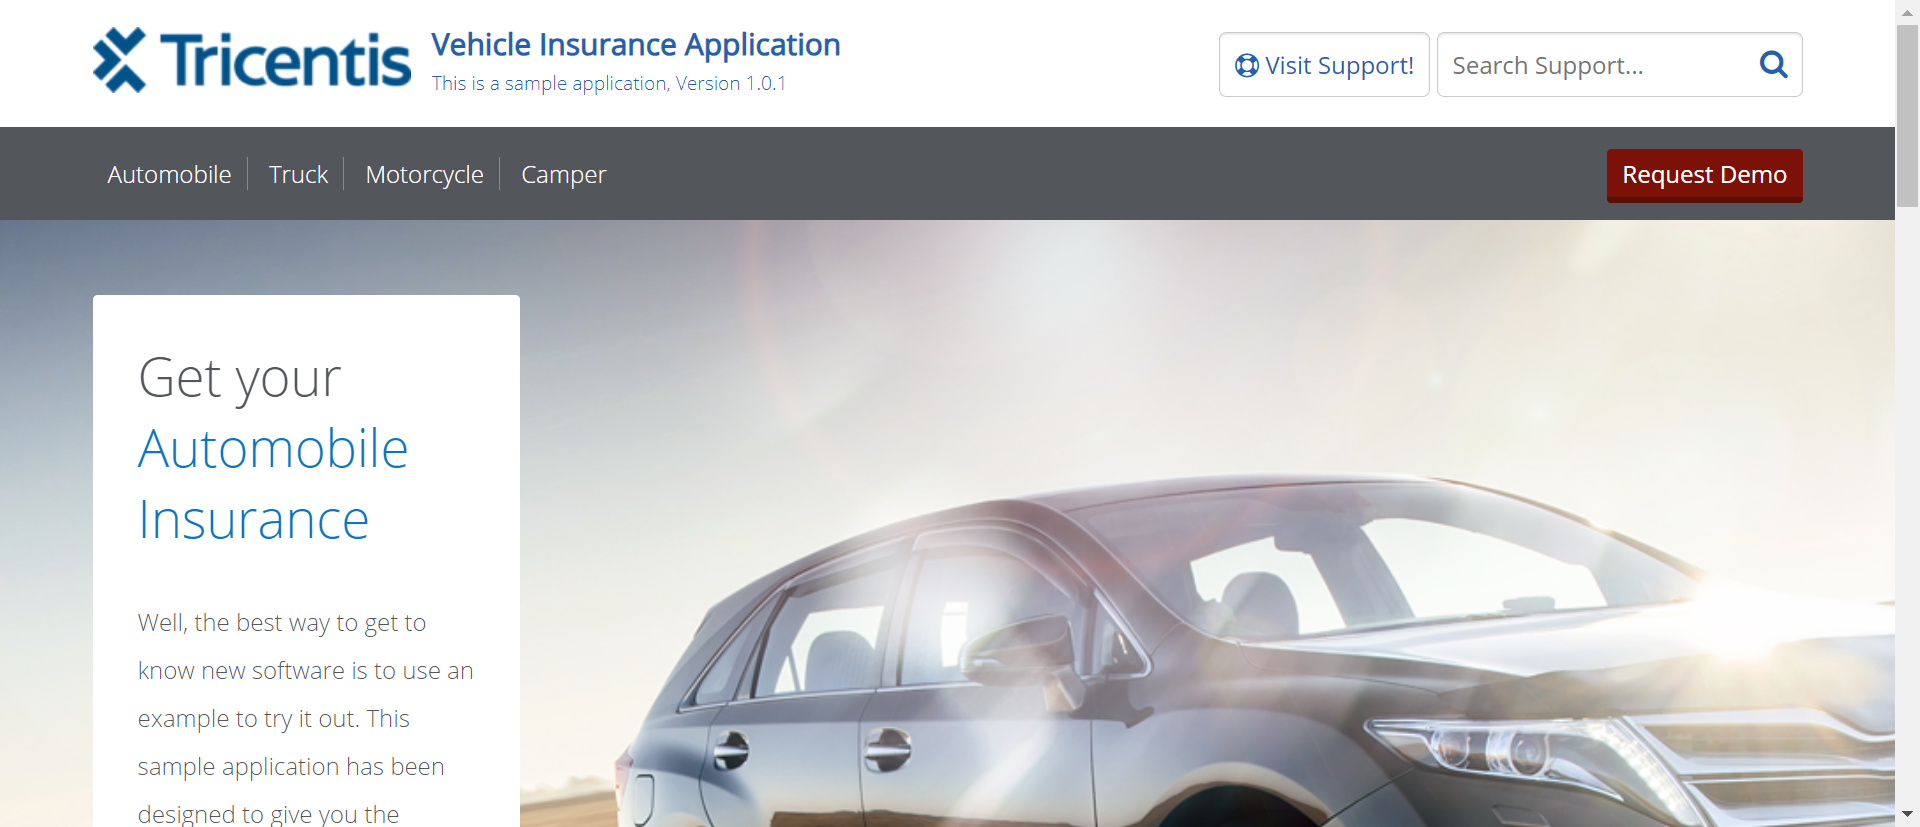 Tricentis
Vehicle Insurance Application
This is a sample application, Version 1.0.1
Visit Support!
Search Support...
Automobile
Truck
Motorcycle
Camper
Request Demo
Get your
Automobile
Insurance
Well, the best way to get to
know new software is to use an
example to try it out. This
sample application has been
designed to give you the